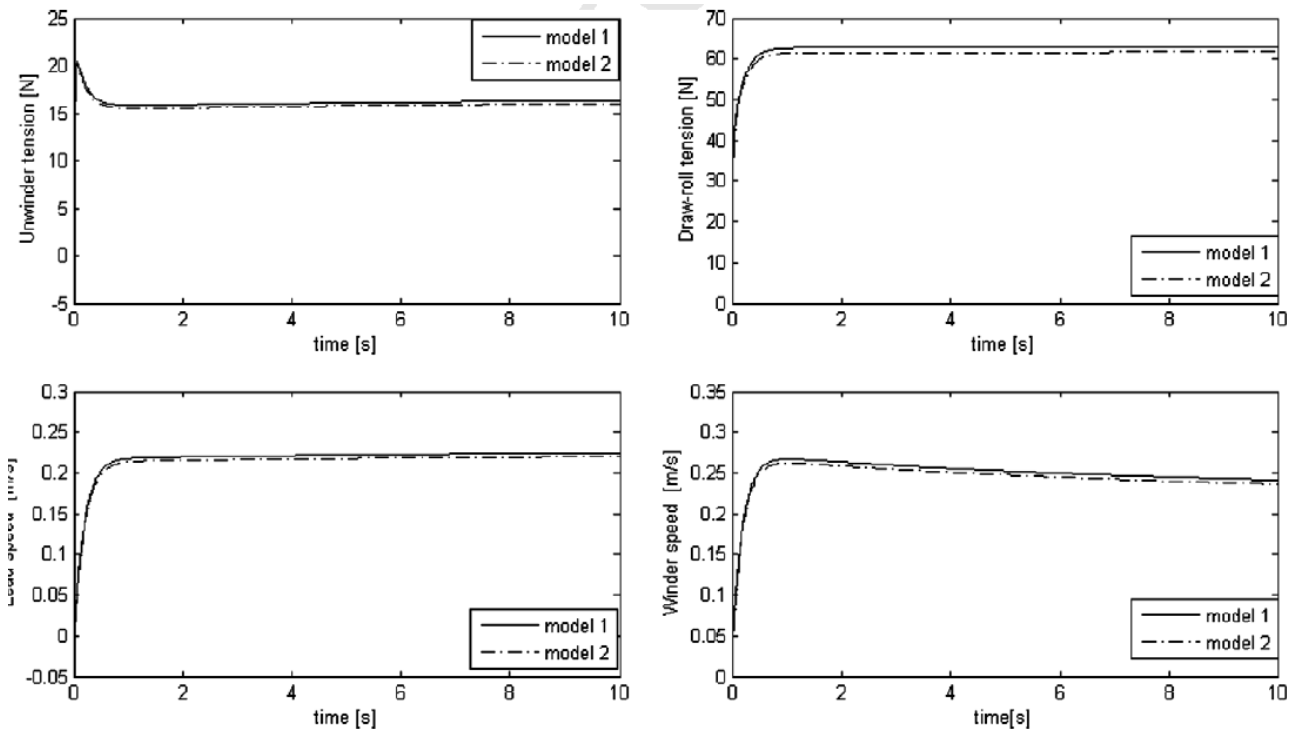 25
20
15
10
5
0
-5
Unwinder tension [N]
model 1
model 2
0 2 4 6 8 10
time [s]
70
60
50
40
30
20
10
0
Draw-roll tension [N]
model 1
model 2
0 2 4 6 8 10
time [s]
0.3
0.25
0.2
0.15
0.1
0.05
0
-0.05
speed [m/s]
model 1
model 2
0 2 4 6 8 10
time [s]
0.35
0.3
0.25
0.2
0.15
0.1
0.05
0
Winder speed [m/s]
model 1
model 2
0 2 4 6 8 10
time[s]